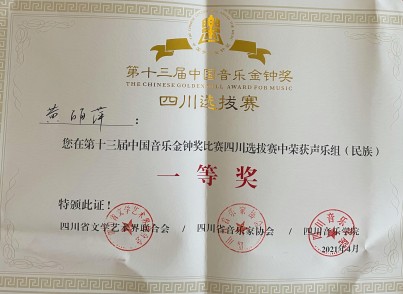 第十三届中国音乐金钟奖
THE CHINESE GOLDEN BELL AWARD FOR MUSIC
四川选拔赛
黄丽萍：
您在第十三届中国音乐金钟奖比赛四川选拔赛中荣获声乐组（民族）
一等奖
特颁此证！
四川省文学艺术界联合会 / 四川省音乐家协会 / 四川音乐学院
2021年4月